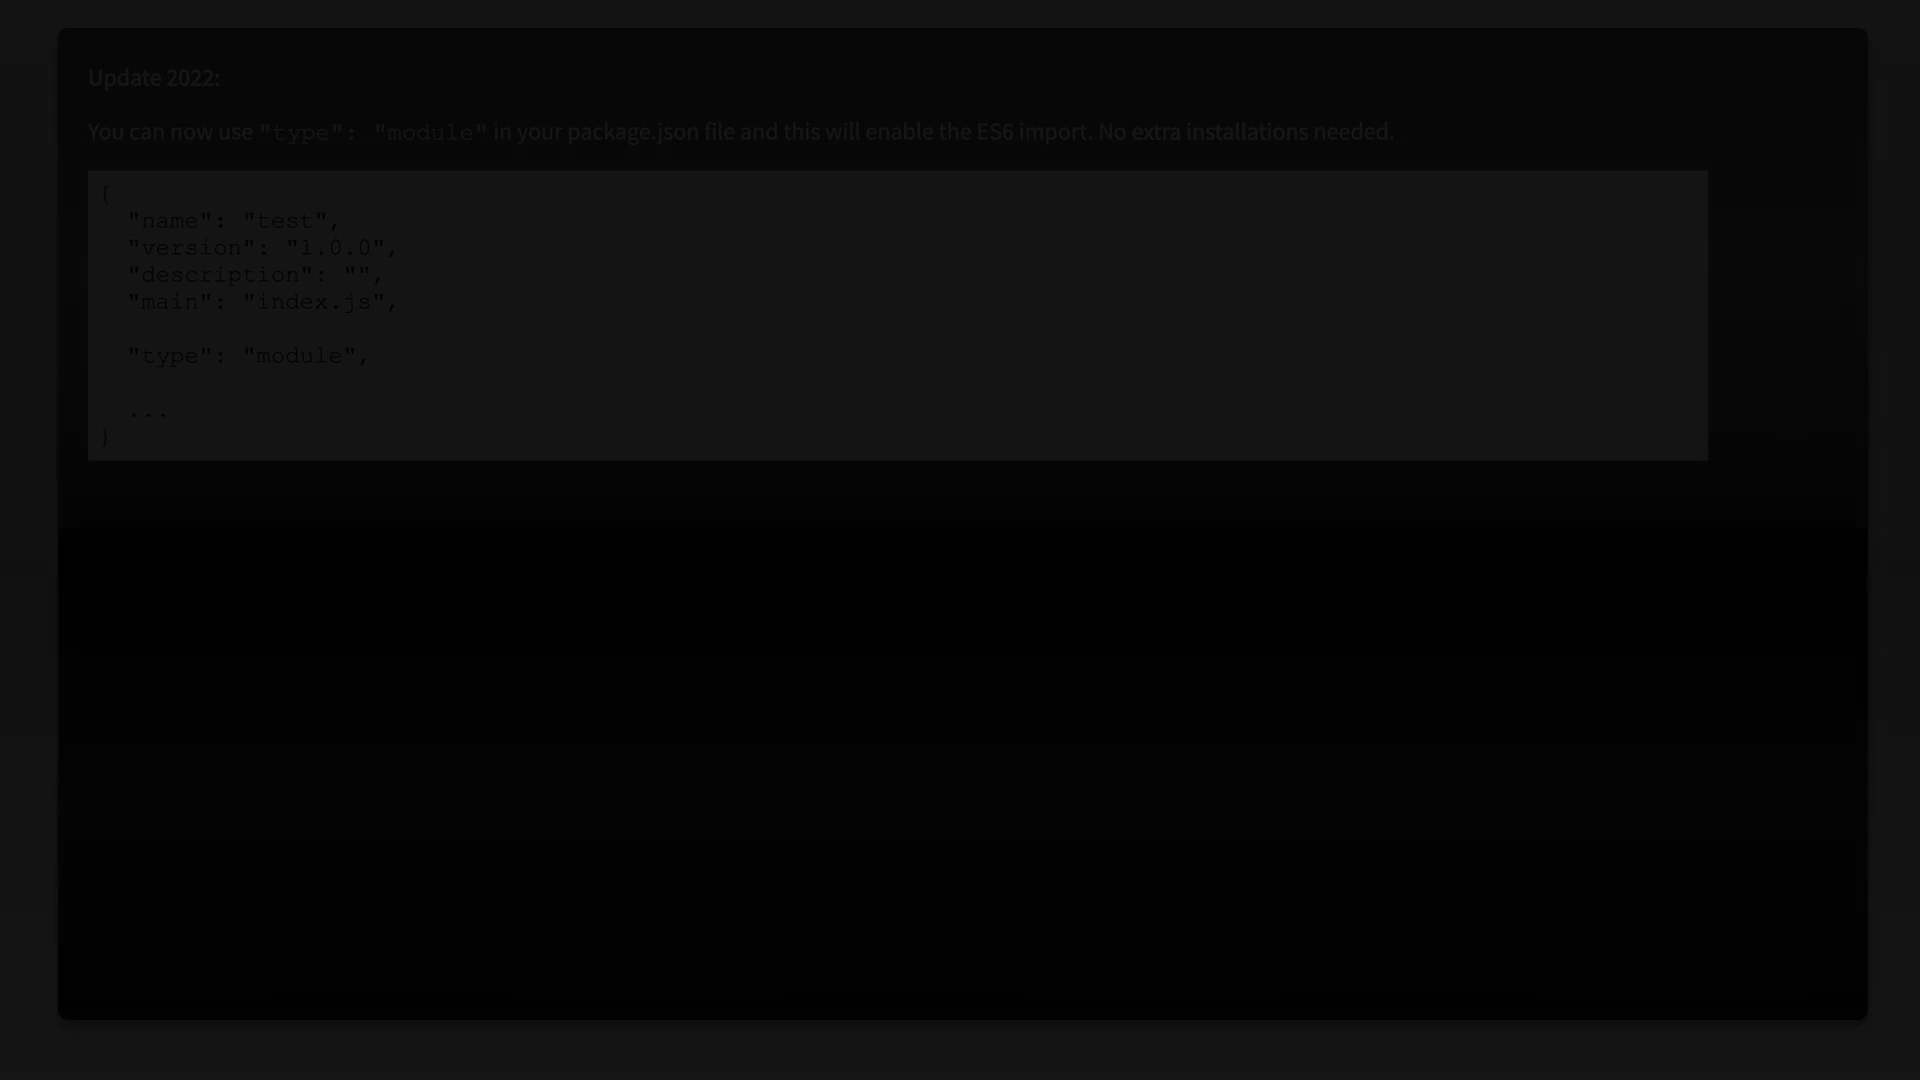 Update 2022:
You can now use "type": "module" in your package.json file and this will enable the ES6 import. No extra installations needed.
{
  "name": "test",
  "version": "1.0.0",
  "description": "",
  "main": "index.js",
  "type": "module",
  ...
}